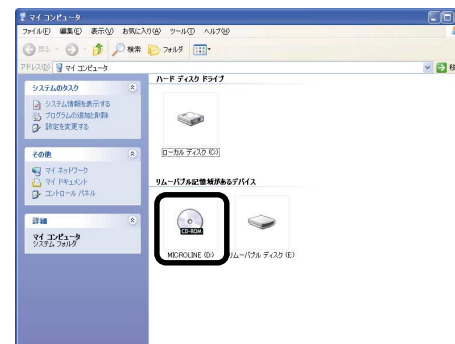 マイ コンピュータ
ファイル(F) 編集(E) 表示(V) お気に入り(A) ツール(T) ヘルプ(H)
戻る 検索 フォルダ
アドレス(D) マイ コンピュータ 移
システムのタスク
システム情報を表示する
プログラムの追加と削除
設定を変更する
その他
マイ ネットワーク
マイ ドキュメント
コントロール パネル
詳細
マイ コンピュータ
システム フォルダ
ハード ディスク ドライブ
ローカル ディスク (C:)
リムーバブル記憶域があるデバイス
CD-ROM
MICROLINE (D:) リムーバブル ディスク (E:)